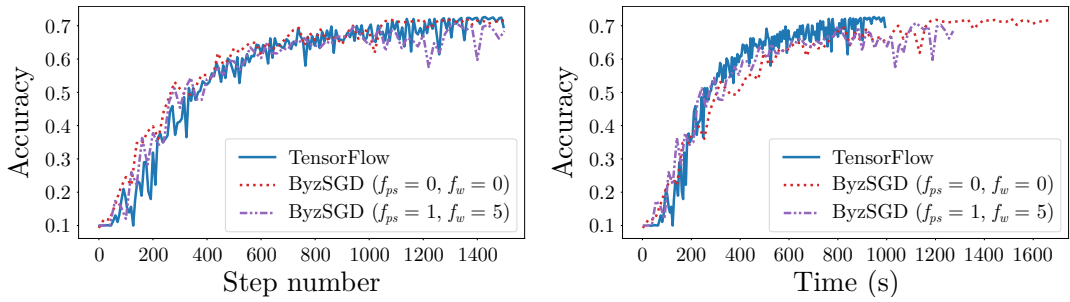 0.7
0.6
0.5
0.4
0.3
0.2
0.1
Accuracy
TensorFlow
ByzSGD (f_ps = 0, f_w = 0)
ByzSGD (f_ps = 1, f_w = 5)
0 200 400 600 800 1000 1200 1400
Step number
0.7
0.6
0.5
0.4
0.3
0.2
0.1
Accuracy
TensorFlow
ByzSGD (f_ps = 0, f_w = 0)
ByzSGD (f_ps = 1, f_w = 5)
0 200 400 600 800 1000 1200 1400 1600
Time (s)